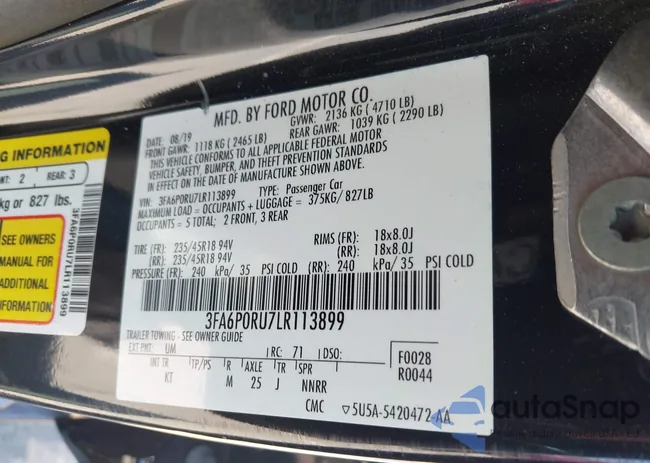 MFD. BY FORD MOTOR CO.
DATE: 08/19 GVWR: 2136 KG ( 4710 LB)
FRONT GAWR: 1118 KG ( 2465 LB) REAR GAWR: 1039 KG ( 2290 LB)
THIS VEHICLE CONFORMS TO ALL APPLICABLE FEDERAL MOTOR
VEHICLE SAFETY, BUMPER, AND THEFT PREVENTION STANDARDS
IN EFFECT ON THE DATE OF MANUFACTURE SHOWN ABOVE.
VIN: 3FA6P0RU7LR113899 TYPE: Passenger Car
MAXIMUM LOAD = OCCUPANTS + LUGGAGE = 375KG/827LB
OCCUPANTS = 5 TOTAL; 2 FRONT, 3 REAR
TIRE (FR): 235/45R18 94V RIMS (FR): 18x8.0J
(RR): 235/45R18 94V (RR): 18x8.0J
PRESSURE (FR): 240 kPa/ 35 PSI COLD (RR): 240 kPa/ 35 PSI COLD
3FA6P0RU7LR113899
TRAILER TOWING - SEE OWNER GUIDE
EXT PNT: UM RC: 71 DSO: F0028
INT TR TP/PS R AXLE TR SPR R0044
KT M 25 J NNRR
CMC ▽5U5A-5420472 AA
NG INFORMATION
NT: 2 REAR: 3
kg or 827 lbs.
SEE OWNERS
MANUAL FOR
ADDITIONAL
INFORMATION
3FA6P0RU7LR113899
autoSnap